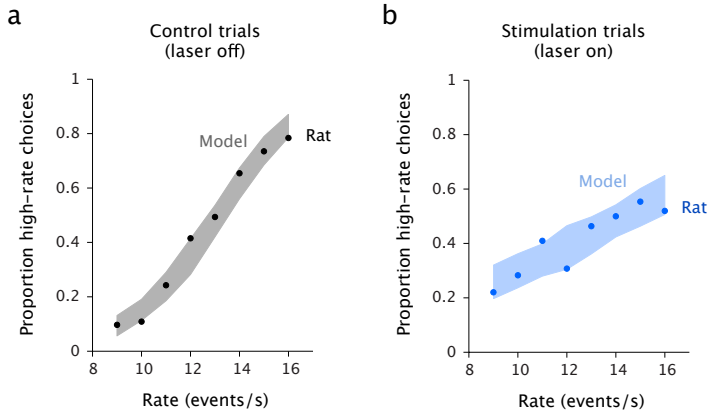 a
Control trials
(laser off)
Proportion high-rate choices
1
0.8
0.6
0.4
0.2
0
Model
Rat
8
10
12
14
16
Rate (events/s)
b
Stimulation trials
(laser on)
Proportion high-rate choices
1
0.8
0.6
0.4
0.2
0
Model
Rat
8
10
12
14
16
Rate (events/s)